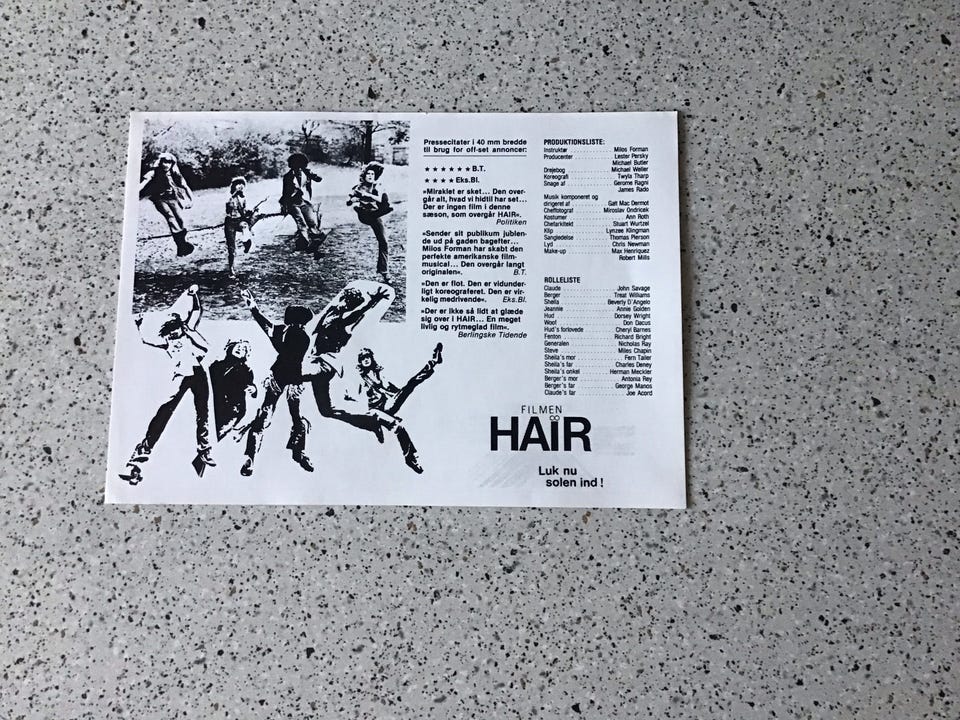 Pressecitater i 40 mm bredde
til brug for off-set annoncer:
★★★★★★ B.T.
★★★★ Eks.Bl.
»Miraklet er sket... Den over-
går alt, hvad vi hidtil har set...
Der er ingen film i denne
sæson, som overgår HAIR«.
Politiken
»Sender sit publikum jublen-
de ud på gaden bagefter...
Milos Forman har skabt den
perfekte amerikanske film-
musical... Den overgår langt
originalen«. B.T.
»Den er flot. Den er vidunder-
ligt koreograferet. Den er vir-
kelig medrivende«. Eks.Bl.
»Der er ikke så lidt at glæde
sig over i HAIR... En meget
livlig og rytmeglad film«.
Berlingske Tidende
PRODUKTIONSLISTE:
Instruktør Milos Forman
Producenter Lester Persky
Michael Butler
Drejebog Michael Weller
Koreografi Twyla Tharp
Snage af Gerome Ragni
James Rado
Musik komponeret og
dirigeret af Galt Mac Dermot
Cheffotograf Miroslav Ondricek
Kostumer Ann Roth
Chefarkitekt Stuart Wurtzel
Klip Lynzee Klingman
Sangledelse Thomas Pierson
Lyd Chris Newman
Make-up Max Henriquez
Robert Mills
ROLLELISTE
Claude John Savage
Berger Treat Williams
Sheila Beverly D'Angelo
Jeannie Annie Golden
Hud Dorsey Wright
Woof Don Dacus
Hud's forlovede Cheryl Barnes
Fenton Richard Bright
Generalen Nicholas Ray
Steve Miles Chapin
Sheila's mor Fern Tailer
Sheila's far Charles Deney
Sheila's onkel Herman Meckler
Berger's mor Antonia Rey
Berger's far George Manos
Claude's far Joe Acord
FILMEN
HAIR
Luk nu
solen ind!